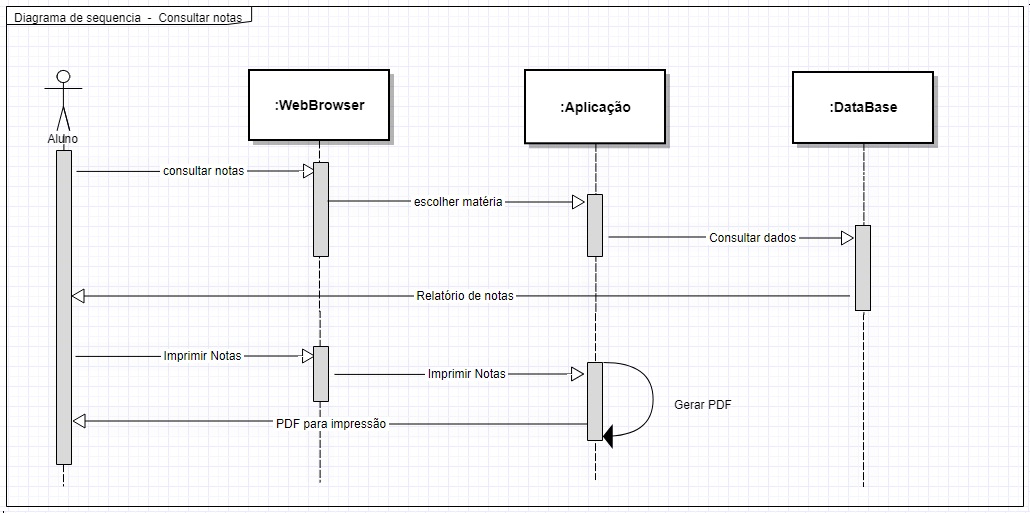 Diagrama de sequencia - Consultar notas
:WebBrowser
:Aplicação
:DataBase
Aluno
consultar notas
escolher matéria
Consultar dados
Relatório de notas
Imprimir Notas
Imprimir Notas
Gerar PDF
PDF para impressão